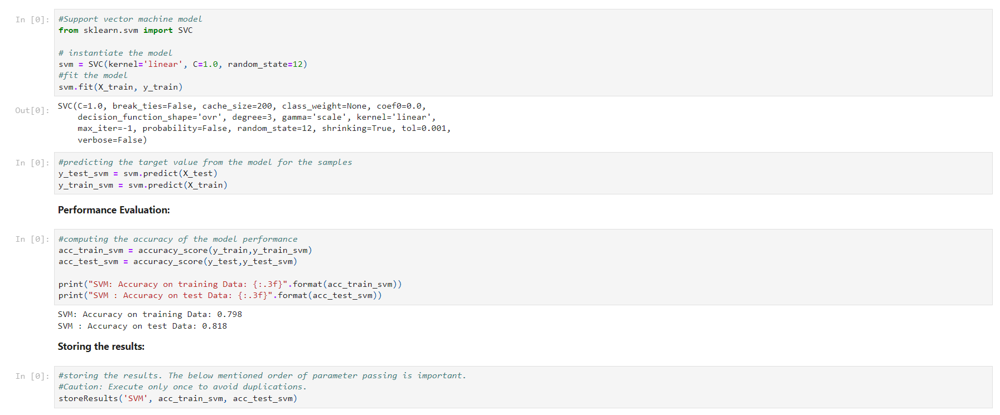 In [0]:
#Support vector machine model
from sklearn.svm import SVC
# instantiate the model
svm = SVC(kernel='linear', C=1.0, random_state=12)
#fit the model
svm.fit(X_train, y_train)
Out[0]:
SVC(C=1.0, break_ties=False, cache_size=200, class_weight=None, coef0=0.0,
    decision_function_shape='ovr', degree=3, gamma='scale', kernel='linear',
    max_iter=-1, probability=False, random_state=12, shrinking=True, tol=0.001,
    verbose=False)
In [0]:
#predicting the target value from the model for the samples
y_test_svm = svm.predict(X_test)
y_train_svm = svm.predict(X_train)
Performance Evaluation:
In [0]:
#computing the accuracy of the model performance
acc_train_svm = accuracy_score(y_train,y_train_svm)
acc_test_svm = accuracy_score(y_test,y_test_svm)
print("SVM: Accuracy on training Data: {:.3f}".format(acc_train_svm))
print("SVM : Accuracy on test Data: {:.3f}".format(acc_test_svm))
SVM: Accuracy on training Data: 0.798
SVM : Accuracy on test Data: 0.818
Storing the results:
In [0]:
#storing the results. The below mentioned order of parameter passing is important.
#Caution: Execute only once to avoid duplications.
storeResults('SVM', acc_train_svm, acc_test_svm)